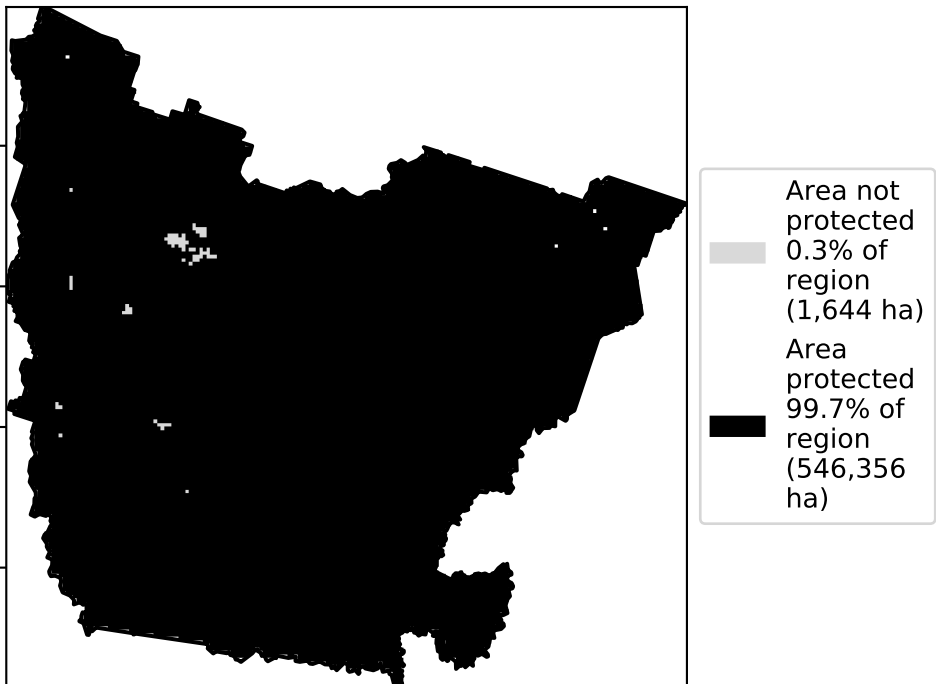 Area not
protected
0.3% of
region
(1,644 ha)
Area
protected
99.7% of
region
(546,356
ha)